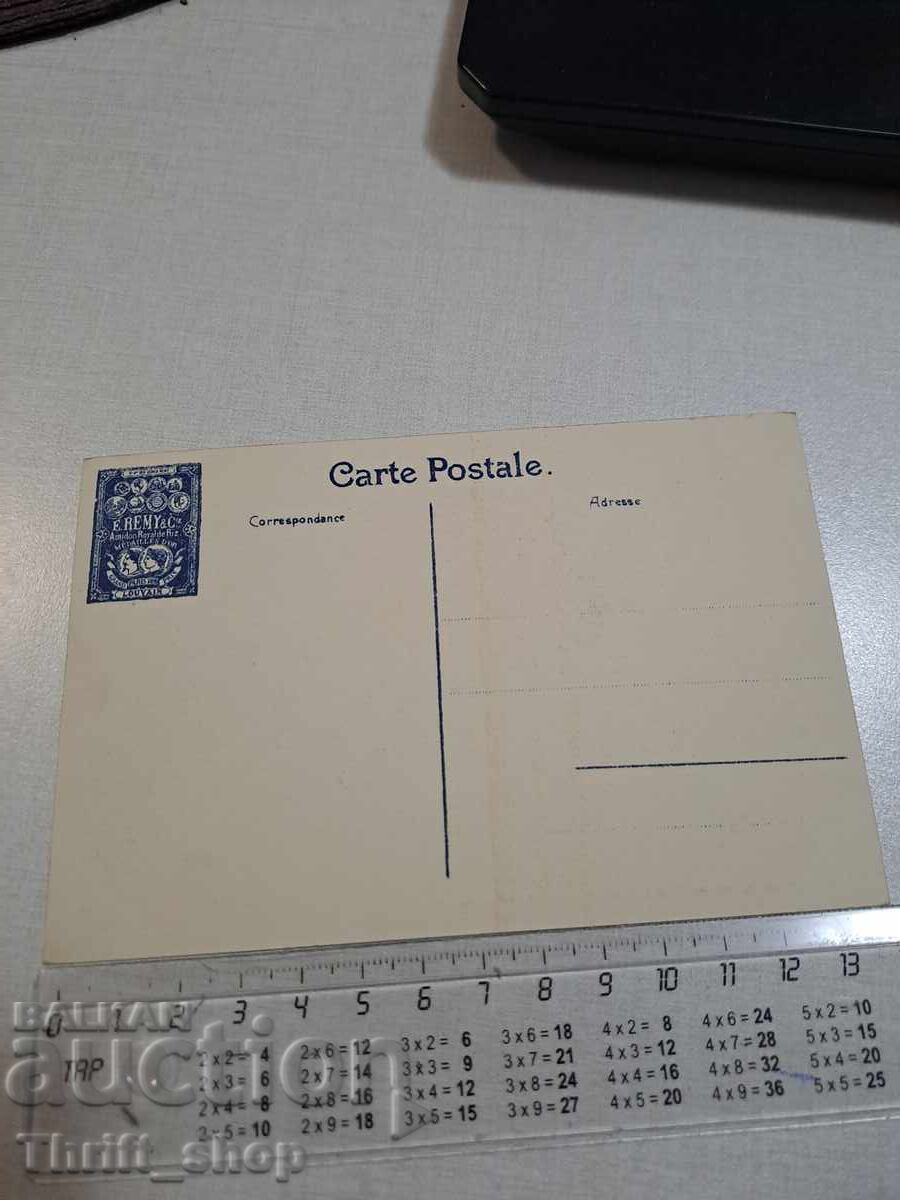 Carte Postale.
Correspondance
Adresse
E. REMY & Cie
Amidon Royal de Riz
MEDAILLES D'OR
LOUVAIN
0 1 2 3 4 5 6 7 8 9 10 11 12 13
TAP
2 x 2 = 4 2 x 6 = 12 3 x 2 = 6 3 x 6 = 18 4 x 2 = 8 4 x 6 = 24 5 x 2 = 10
2 x 3 = 6 2 x 7 = 14 3 x 3 = 9 3 x 7 = 21 4 x 3 = 12 4 x 7 = 28 5 x 3 = 15
2 x 4 = 8 2 x 8 = 16 3 x 4 = 12 3 x 8 = 24 4 x 4 = 16 4 x 8 = 32 5 x 4 = 20
2 x 5 = 10 2 x 9 = 18 3 x 5 = 15 3 x 9 = 27 4 x 5 = 20 4 x 9 = 36 5 x 5 = 25
BALKAN
auction
Thrift_shop